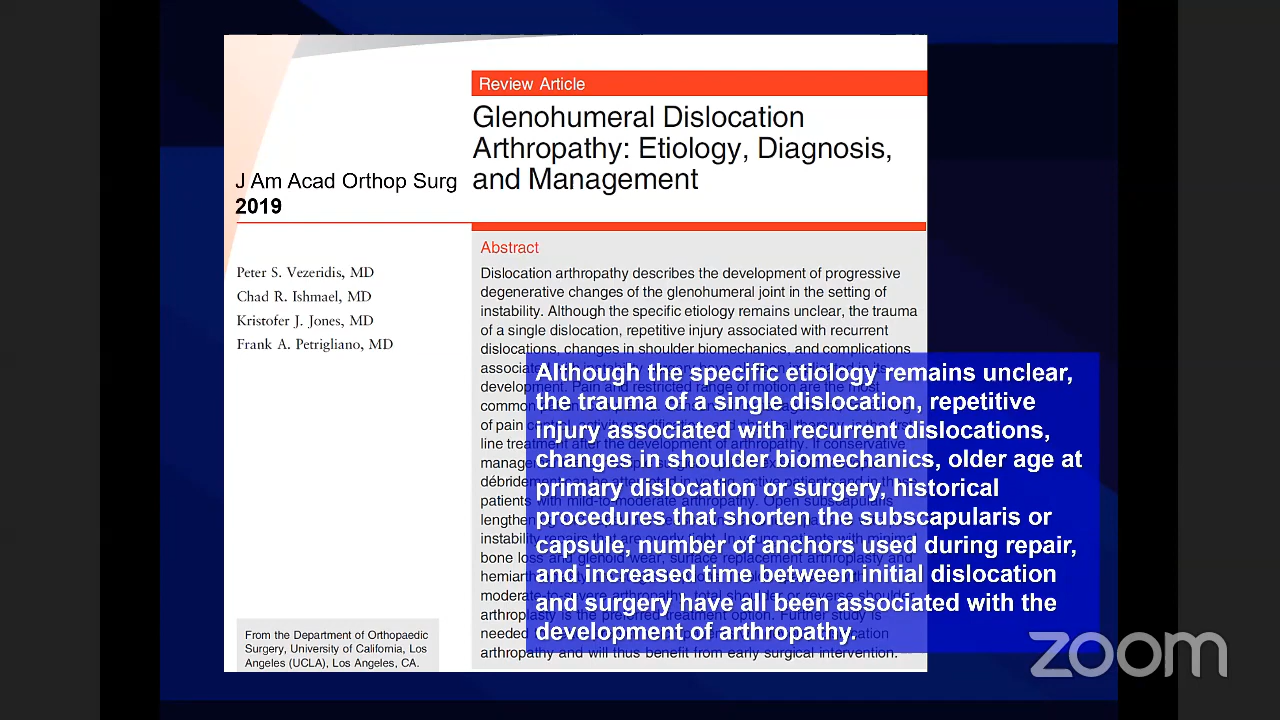 Review Article
Glenohumeral Dislocation
Arthropathy: Etiology, Diagnosis,
and Management
J Am Acad Orthop Surg
2019
Peter S. Vezeridis, MD
Chad R. Ishmael, MD
Kristofer J. Jones, MD
Frank A. Petrigliano, MD
From the Department of Orthopaedic
Surgery, University of California, Los
Angeles (UCLA), Los Angeles, CA.
Abstract
Dislocation arthropathy describes the development of progressive
degenerative changes of the glenohumeral joint in the setting of
instability. Although the specific etiology remains unclear, the trauma
of a single dislocation, repetitive injury associated with recurrent
dislocations, changes in shoulder biomechanics, and complications
arthropathy and will thus benefit from early surgical intervention.
Although the specific etiology remains unclear,
the trauma of a single dislocation, repetitive
injury associated with recurrent dislocations,
changes in shoulder biomechanics, older age at
primary dislocation or surgery, historical
procedures that shorten the subscapularis or
capsule, number of anchors used during repair,
and increased time between initial dislocation
and surgery have all been associated with the
development of arthropathy.
zoom